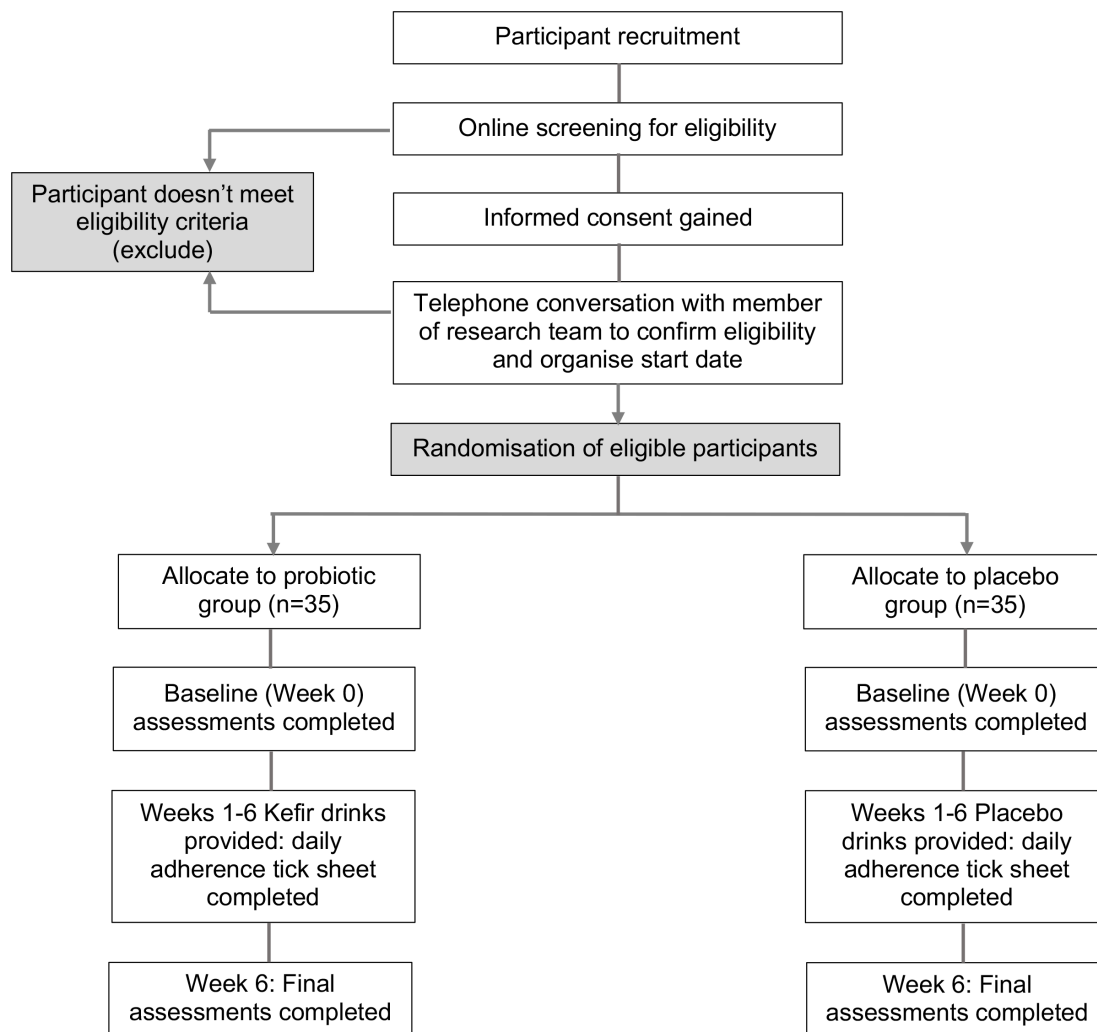 Participant recruitment
Online screening for eligibility
Participant doesn’t meet
eligibility criteria
(exclude)
Informed consent gained
Telephone conversation with member
of research team to confirm eligibility
and organise start date
Randomisation of eligible participants
Allocate to probiotic
group (n=35)
Allocate to placebo
group (n=35)
Baseline (Week 0)
assessments completed
Baseline (Week 0)
assessments completed
Weeks 1-6 Kefir drinks
provided: daily
adherence tick sheet
completed
Weeks 1-6 Placebo
drinks provided: daily
adherence tick sheet
completed
Week 6: Final
assessments completed
Week 6: Final
assessments completed